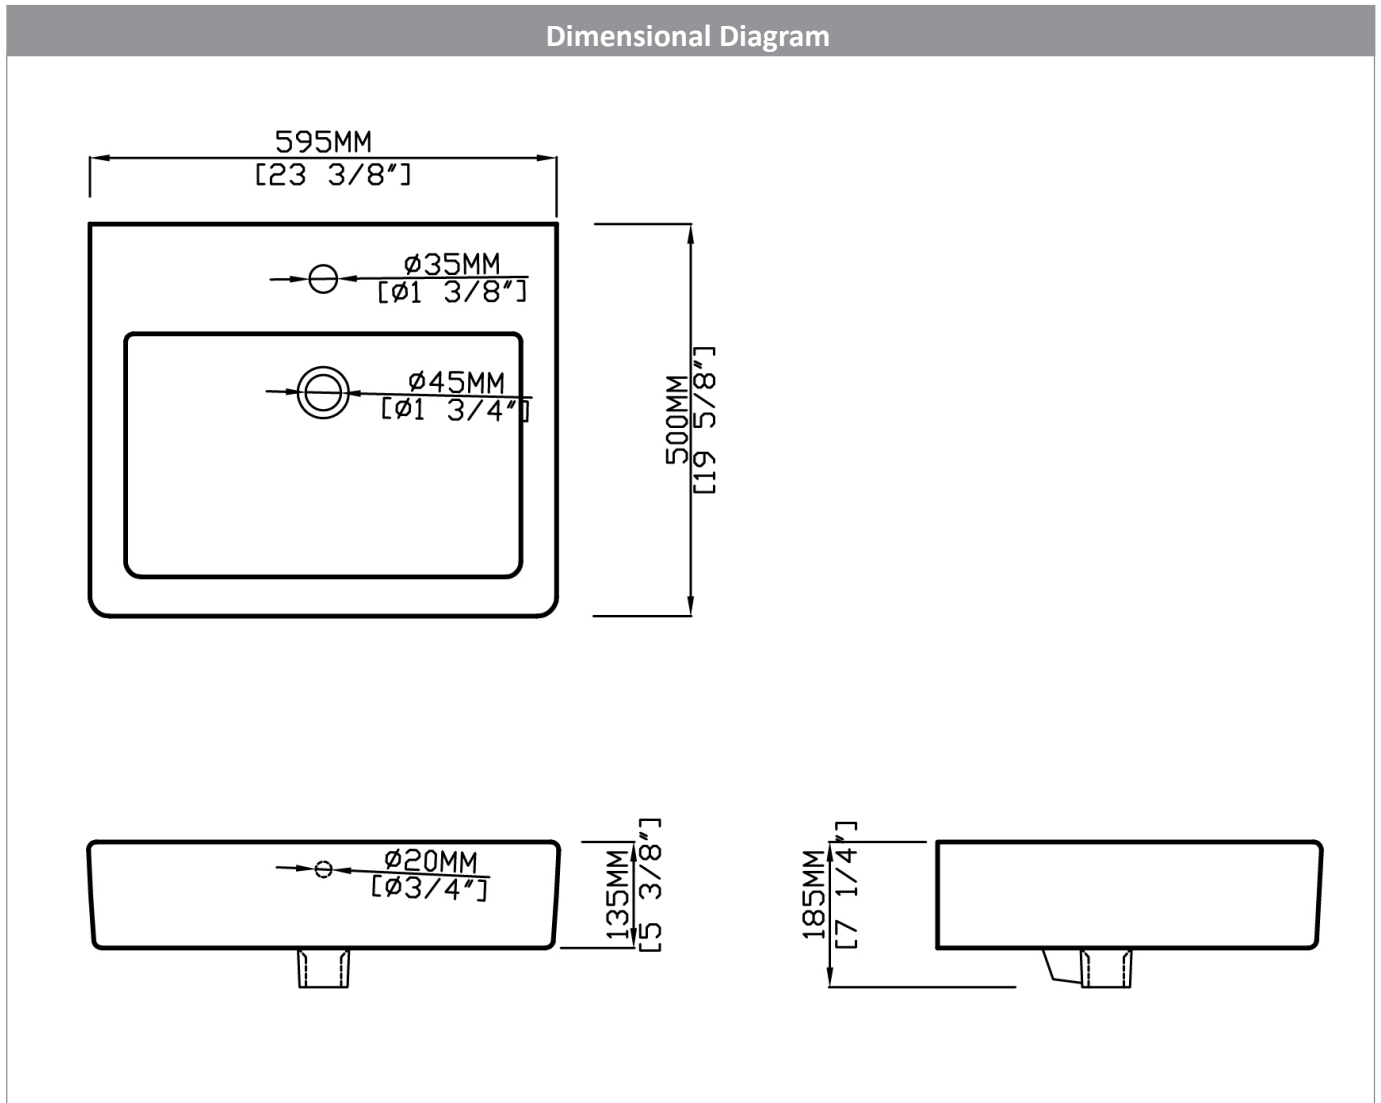 Dimensional Diagram
595MM
[23 3/8"]
Ø35MM
[Ø1 3/8"]
Ø45MM
[Ø1 3/4"]
500MM
[19 5/8"]
Ø20MM
[Ø3/4"]
135MM
[5 3/8"]
185MM
[7 1/4"]